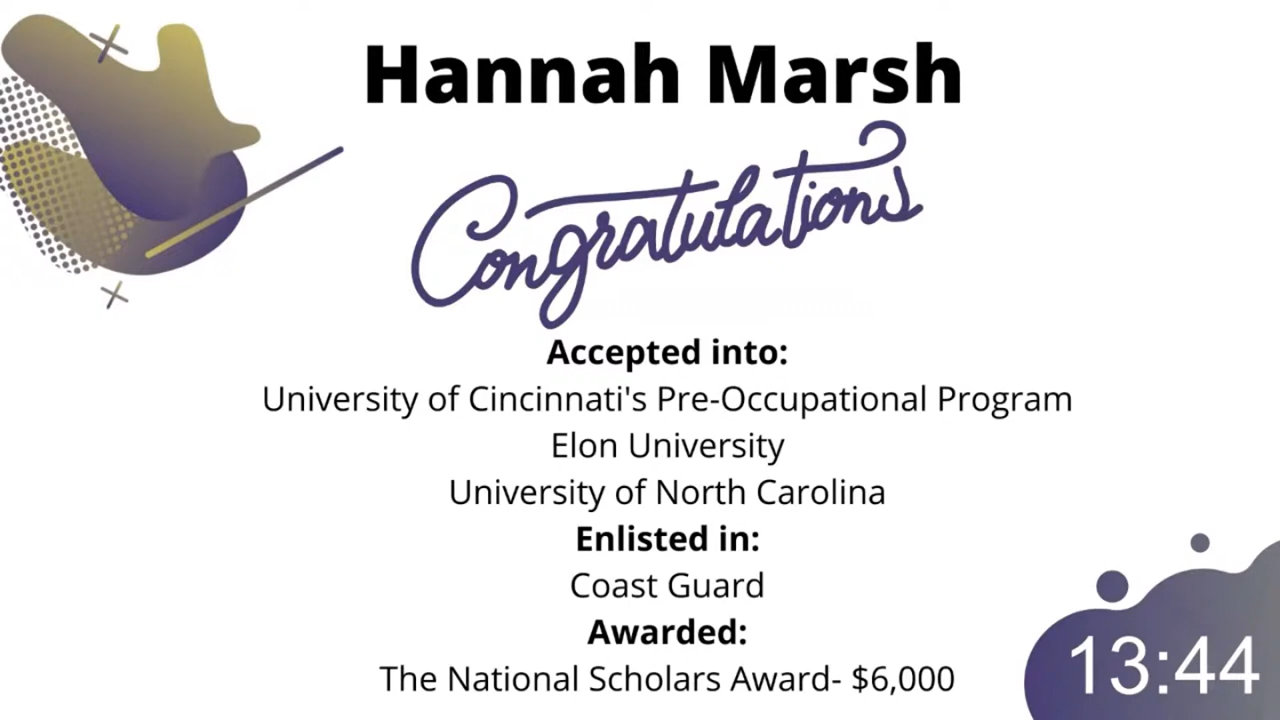 Hannah Marsh
Congratulations
Accepted into:
University of Cincinnati's Pre-Occupational Program
Elon University
University of North Carolina
Enlisted in:
Coast Guard
Awarded:
The National Scholars Award- $6,000
13:44